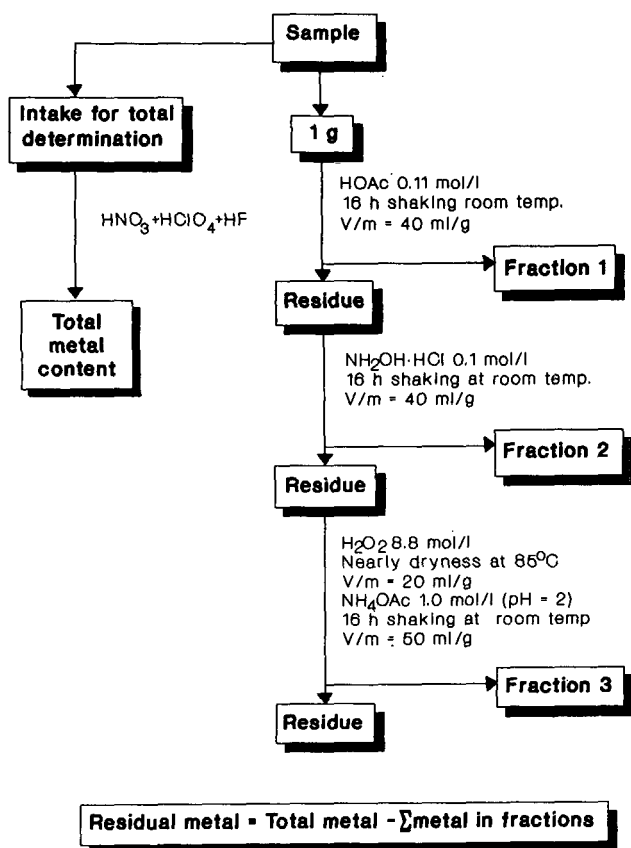 Sample
Intake for total
determination
1 g
HOAc 0.11 mol/l
16 h shaking room temp.
V/m = 40 ml/g
HNO₃+HClO₄+HF
Fraction 1
Residue
Total
metal
content
NH₂OH·HCl 0.1 mol/l
16 h shaking at room temp.
V/m = 40 ml/g
Fraction 2
Residue
H₂O₂ 8.8 mol/l
Nearly dryness at 85°C
V/m = 20 ml/g
NH₄OAc 1.0 mol/l (pH = 2)
16 h shaking at room temp
V/m = 50 ml/g
Fraction 3
Residue
Residual metal = Total metal - ∑metal in fractions